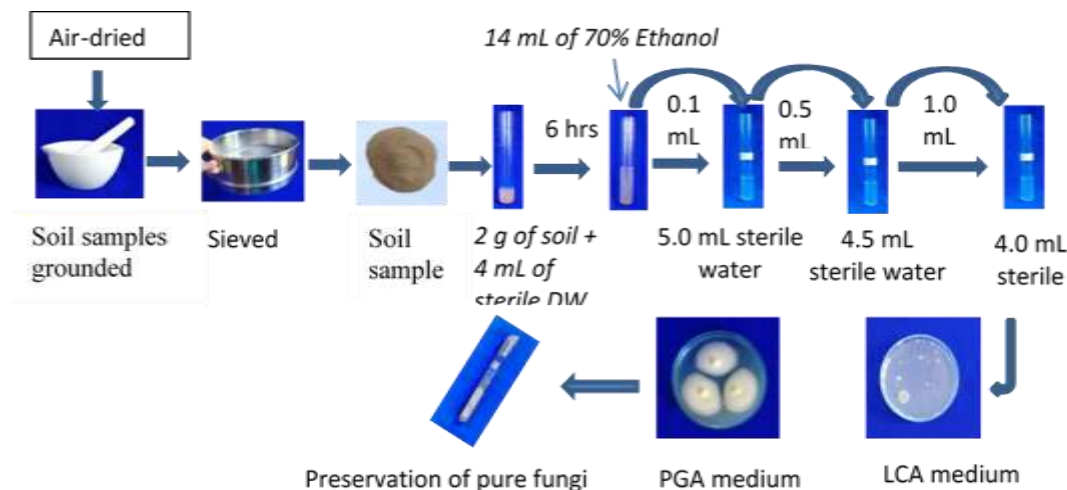 Air-dried
14 mL of 70% Ethanol
6 hrs
0.1
mL
0.5
mL
1.0
mL
Soil samples
grounded
Sieved
Soil
sample
2 g of soil +
4 mL of
sterile DW
5.0 mL sterile
water
4.5 mL
sterile water
4.0 mL
sterile
Preservation of pure fungi
PGA medium
LCA medium